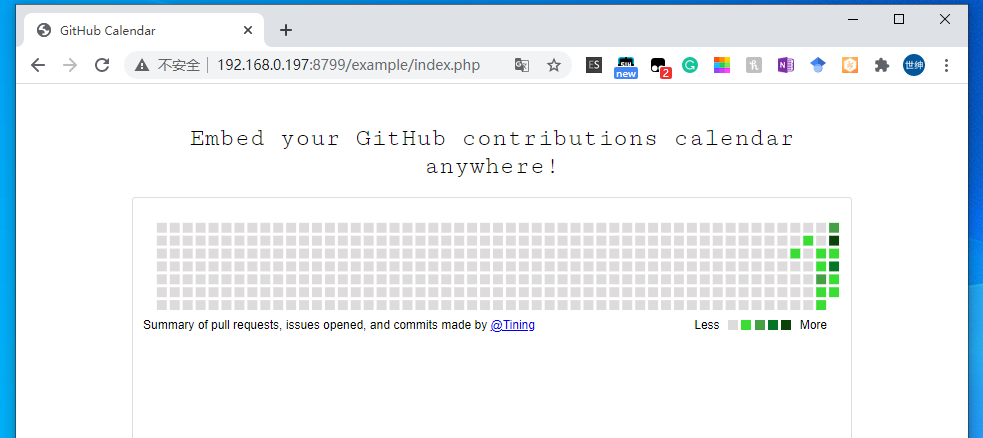 GitHub Calendar
不安全
192.168.0.197:8799/example/index.php
ES
new
2
世绅
Embed your GitHub contributions calendar
anywhere!
Summary of pull requests, issues opened, and commits made by @Tining
Less
More